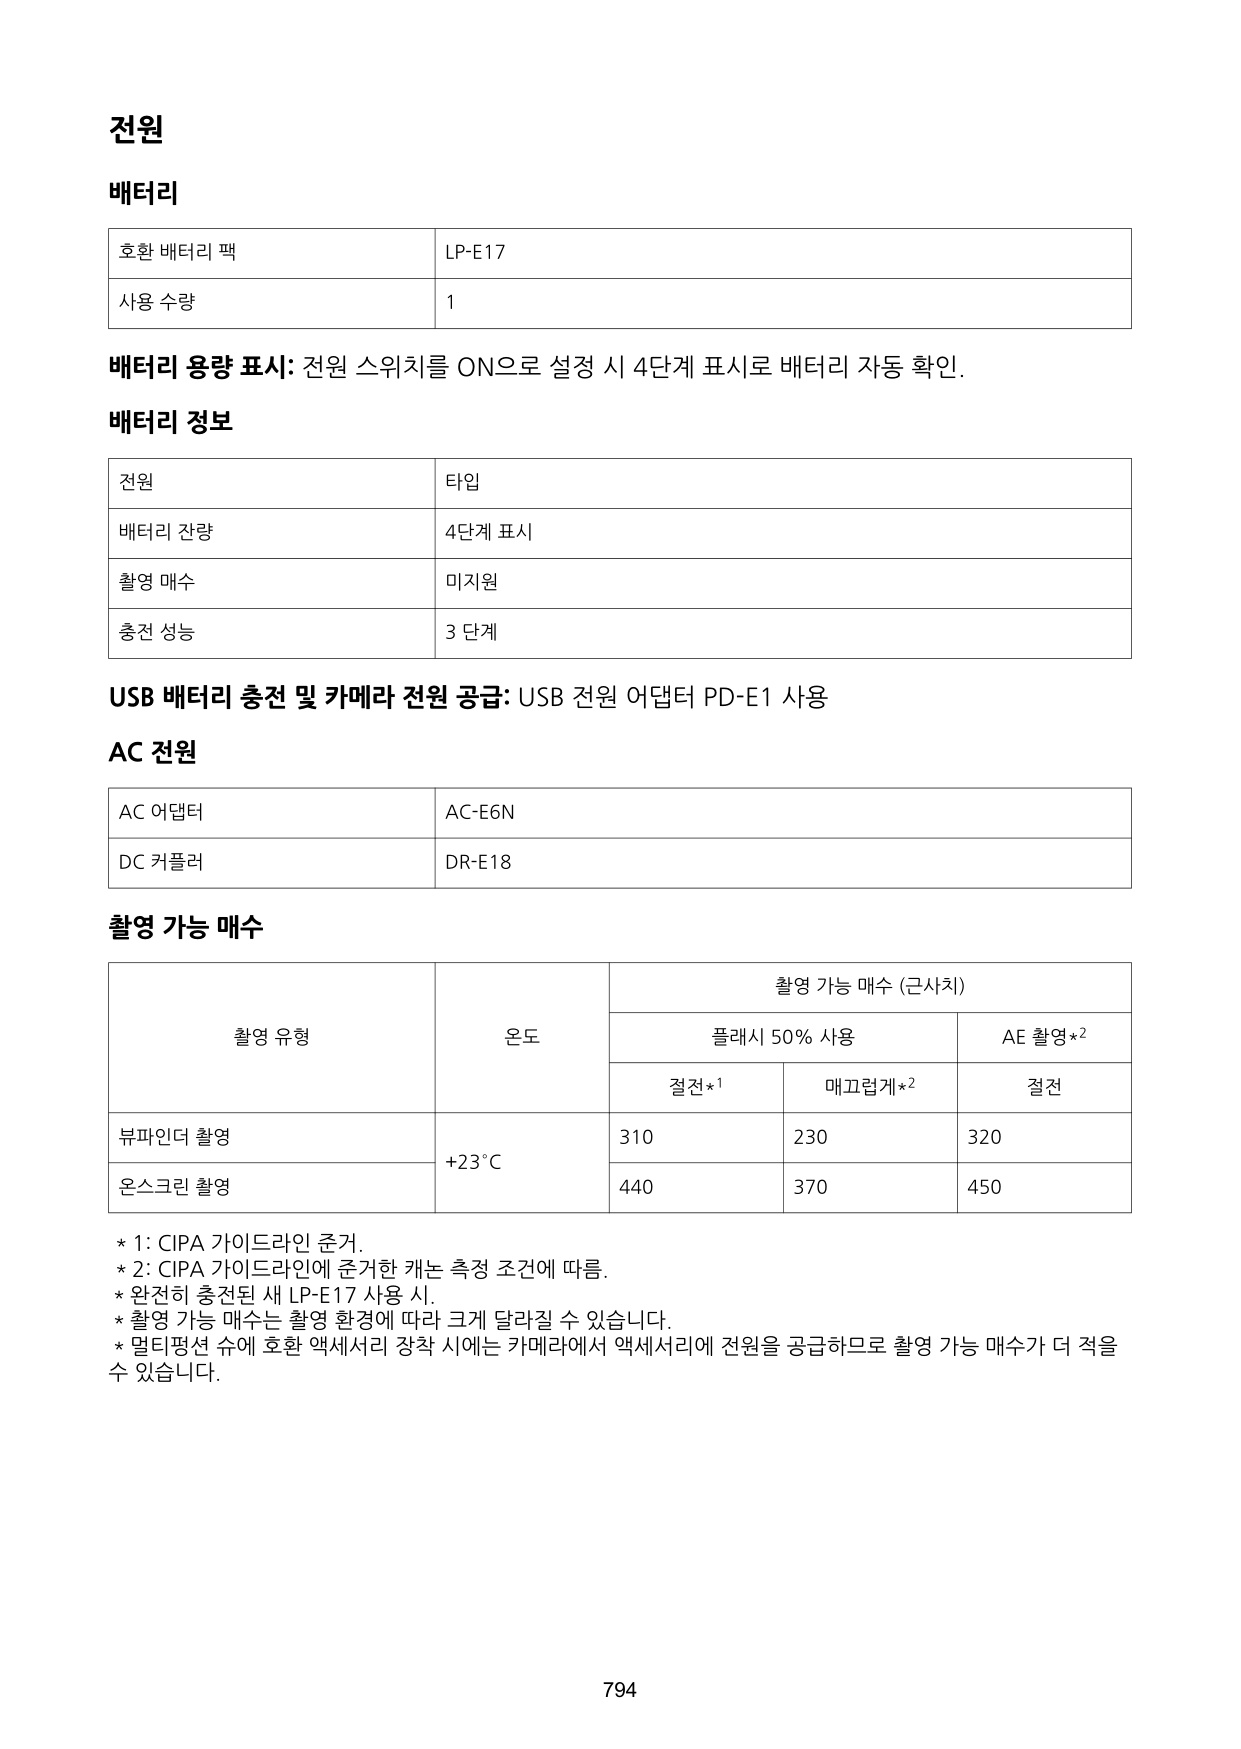 전원
배터리
호환 배터리 팩 LP-E17
사용 수량 1
배터리 용량 표시: 전원 스위치를 ON으로 설정 시 4단계 표시로 배터리 자동 확인.
배터리 정보
전원 타입
배터리 잔량 4단계 표시
촬영 매수 미지원
충전 성능 3 단계
USB 배터리 충전 및 카메라 전원 공급: USB 전원 어댑터 PD-E1 사용
AC 전원
AC 어댑터 AC-E6N
DC 커플러 DR-E18
촬영 가능 매수
촬영 유형 온도 촬영 가능 매수 (근사치)
플래시 50% 사용 AE 촬영*2
절전*1 매끄럽게*2 절전
뷰파인더 촬영 +23°C 310 230 320
온스크린 촬영 440 370 450
* 1: CIPA 가이드라인 준거.
* 2: CIPA 가이드라인에 준거한 캐논 측정 조건에 따름.
* 완전히 충전된 새 LP-E17 사용 시.
* 촬영 가능 매수는 촬영 환경에 따라 크게 달라질 수 있습니다.
* 멀티펑션 슈에 호환 액세서리 장착 시에는 카메라에서 액세서리에 전원을 공급하므로 촬영 가능 매수가 더 적을
수 있습니다.
794